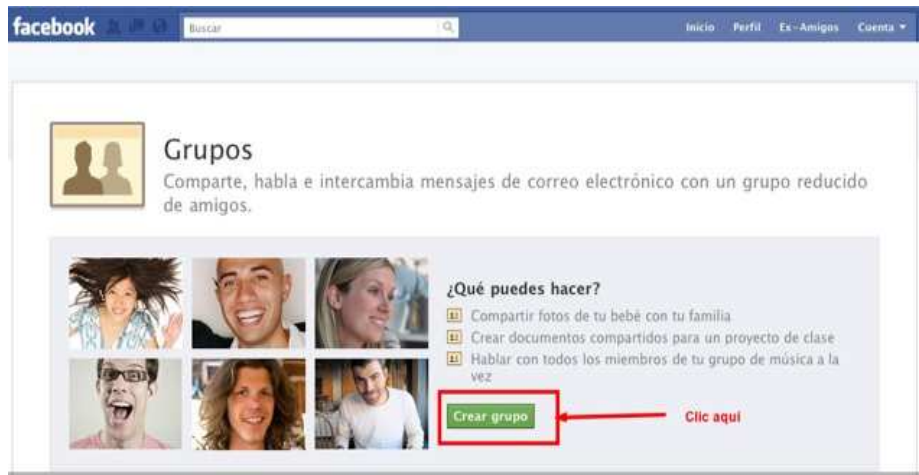 facebook
Buscar
Inicio Perfil Ex-Amigos Cuenta
Grupos
Comparte, habla e intercambia mensajes de correo electrónico con un grupo reducido
de amigos.
¿Qué puedes hacer?
Compartir fotos de tu bebé con tu familia
Crear documentos compartidos para un proyecto de clase
Hablar con todos los miembros de tu grupo de música a la
vez
Crear grupo
Clic aqui